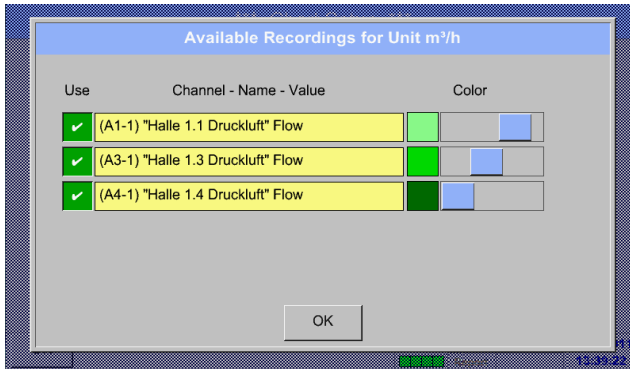 Available Recordings for Unit m³/h
Use Channel - Name - Value Color
(A1-1) "Halle 1.1 Druckluft" Flow
(A3-1) "Halle 1.3 Druckluft" Flow
(A4-1) "Halle 1.4 Druckluft" Flow
OK
13:39:22